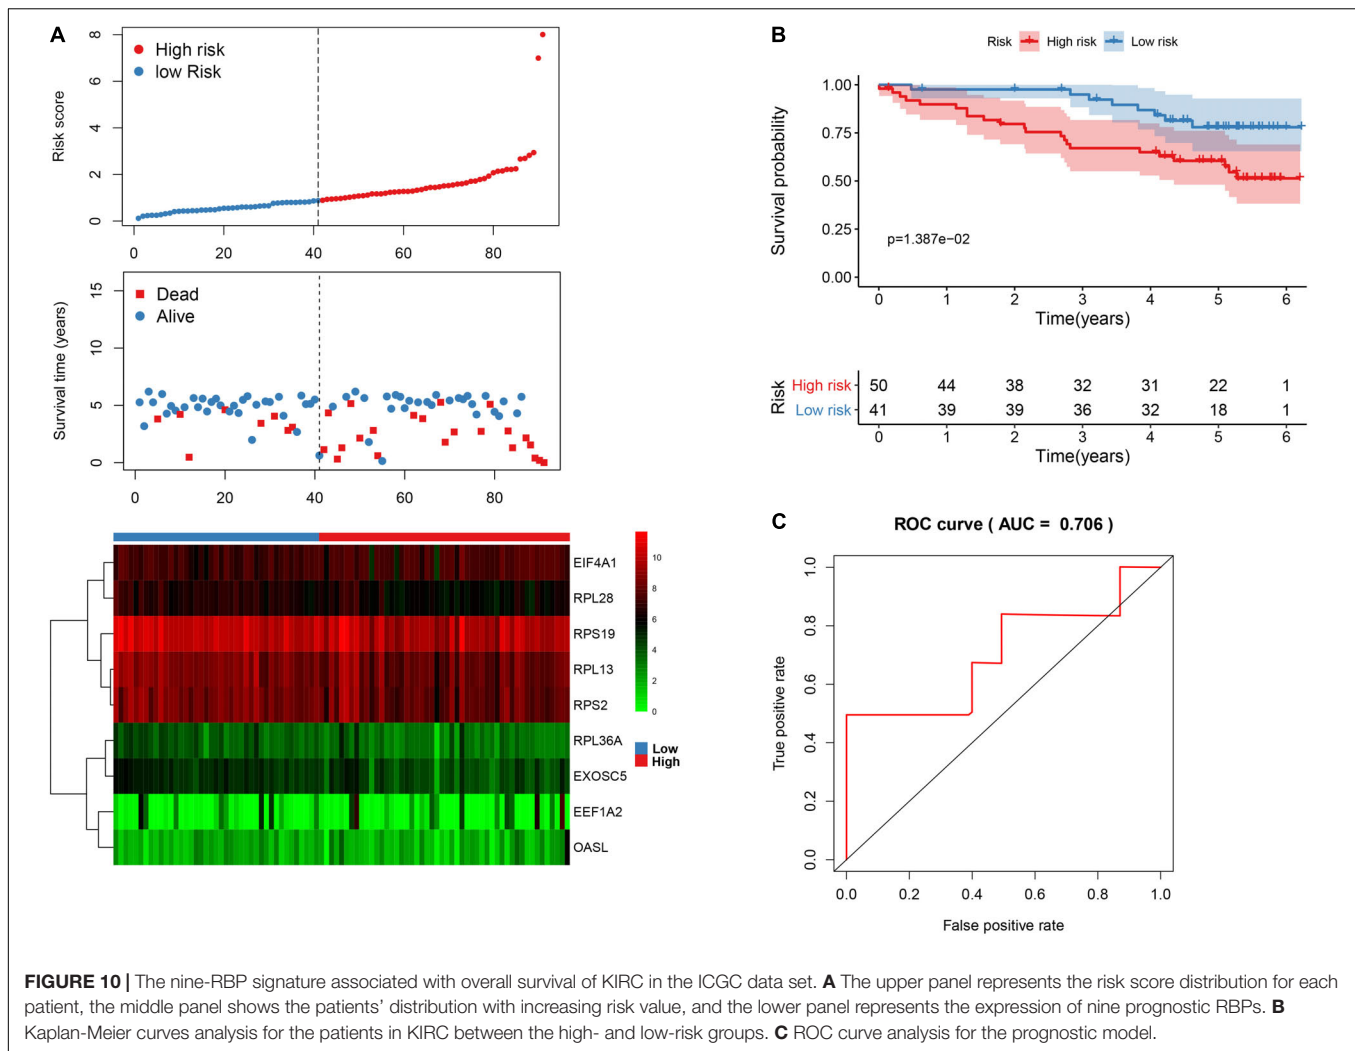 A
8
6
4
2
0
Risk score
High risk
low Risk
0 20 40 60 80
15
10
5
0
Survival time (years)
Dead
Alive
0 20 40 60 80
EIF4A1
RPL28
RPS19
RPL13
RPS2
RPL36A
EXOSC5
EEF1A2
OASL
10
8
6
4
2
0
Low
High
B
Risk High risk Low risk
1.00
0.75
0.50
0.25
0.00
Survival probability
p=1.387e−02
0 1 2 3 4 5 6
Time(years)
Risk
High risk 50 44 38 32 31 22 1
Low risk 41 39 39 36 32 18 1
0 1 2 3 4 5 6
Time(years)
C
ROC curve ( AUC = 0.706 )
1.0
0.8
0.6
0.4
0.2
0.0
True positive rate
0.0 0.2 0.4 0.6 0.8 1.0
False positive rate
FIGURE 10 | The nine-RBP signature associated with overall survival of KIRC in the ICGC data set. A The upper panel represents the risk score distribution for each
patient, the middle panel shows the patients' distribution with increasing risk value, and the lower panel represents the expression of nine prognostic RBPs. B
Kaplan-Meier curves analysis for the patients in KIRC between the high- and low-risk groups. C ROC curve analysis for the prognostic model.